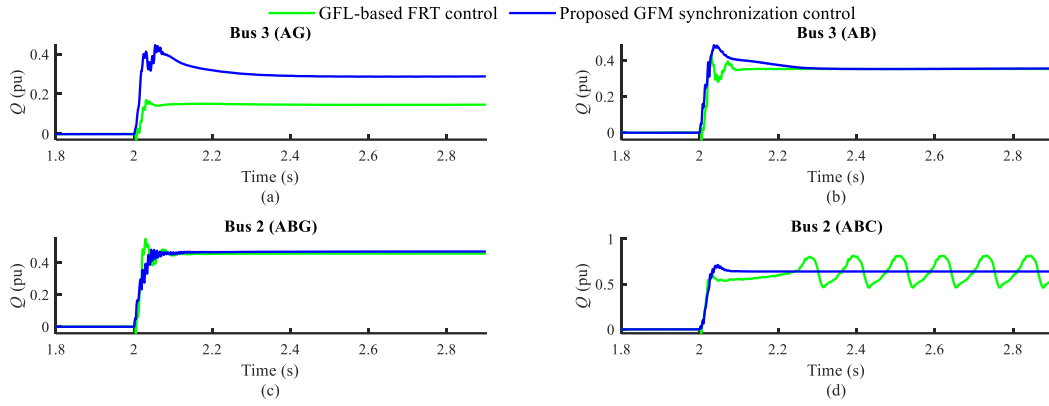 GFL-based FRT control Proposed GFM synchronization control
Bus 3 (AG)
Q (pu)
0.4
0.2
0
1.8 2 2.2 2.4 2.6 2.8
Time (s)
(a)
Bus 3 (AB)
Q (pu)
0.4
0.2
0
1.8 2 2.2 2.4 2.6 2.8
Time (s)
(b)
Bus 2 (ABG)
Q (pu)
0.4
0.2
0
1.8 2 2.2 2.4 2.6 2.8
Time (s)
(c)
Bus 2 (ABC)
Q (pu)
1
0.5
0
1.8 2 2.2 2.4 2.6 2.8
Time (s)
(d)